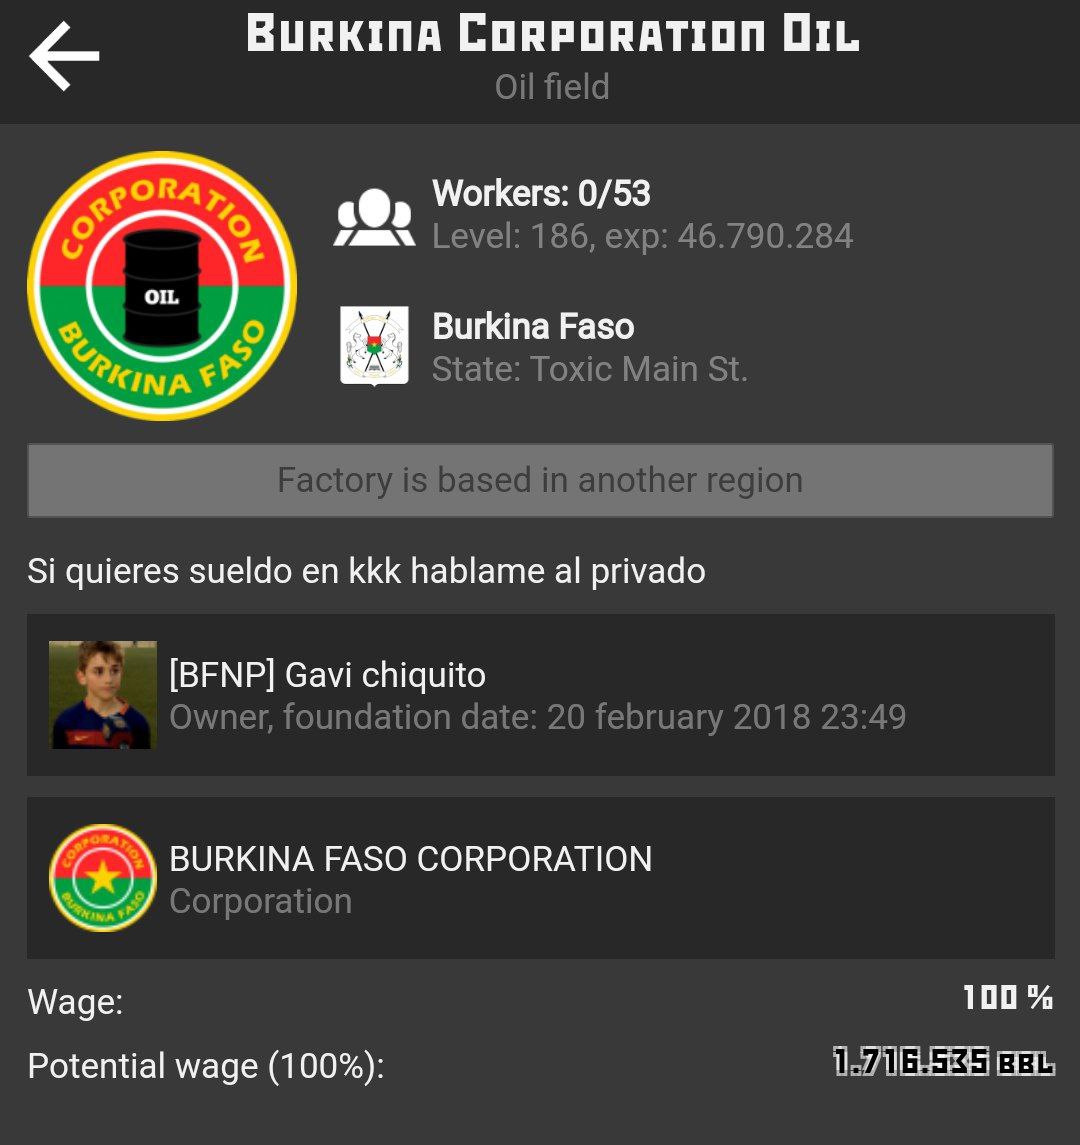 Burkina Corporation Oil
Oil field
CORPORATION
OIL
BURKINA FASO
Workers: 0/53
Level: 186, exp: 46.790.284
Burkina Faso
State: Toxic Main St.
Factory is based in another region
Si quieres sueldo en kkk hablame al privado
[BFNP] Gavi chiquito
Owner, foundation date: 20 february 2018 23:49
CORPORATION
BURKINA FASO
BURKINA FASO CORPORATION
Corporation
Wage: 100 %
Potential wage (100%): 1.716.535 BBL